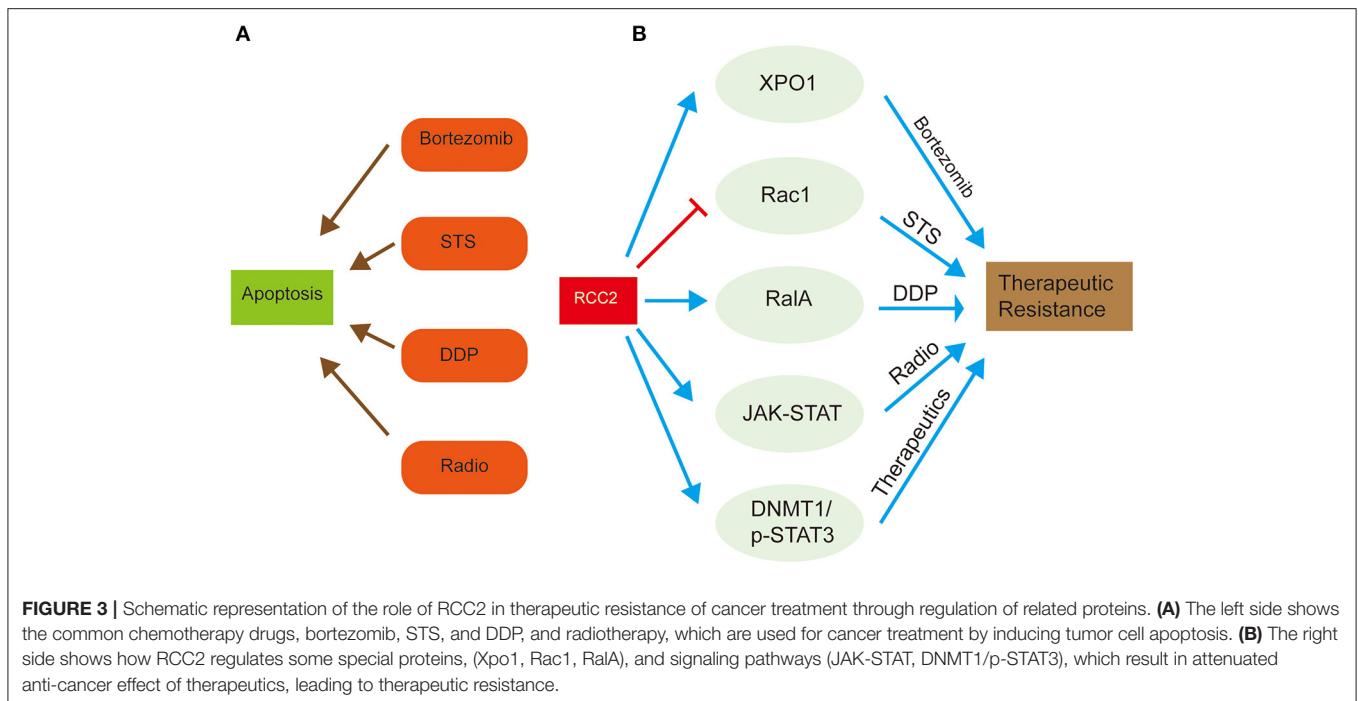 A
B
Bortezomib
STS
DDP
Radio
Apoptosis
XPO1
Rac1
RalA
JAK-STAT
DNMT1/
p-STAT3
RCC2
Bortezomib
STS
DDP
Radio
Therapeutics
Therapeutic
Resistance
FIGURE 3 | Schematic representation of the role of RCC2 in therapeutic resistance of cancer treatment through regulation of related proteins. (A) The left side shows
the common chemotherapy drugs, bortezomib, STS, and DDP, and radiotherapy, which are used for cancer treatment by inducing tumor cell apoptosis. (B) The right
side shows how RCC2 regulates some special proteins, (Xpo1, Rac1, RalA), and signaling pathways (JAK-STAT, DNMT1/p-STAT3), which result in attenuated
anti-cancer effect of therapeutics, leading to therapeutic resistance.